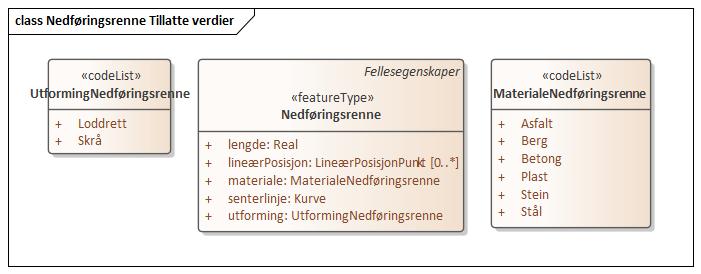 class Nedføringsrenne Tillatte verdier
«codeList»
UtformingNedføringsrenne
+ Loddrett
+ Skrå
Fellesegenskaper
«featureType»
Nedføringsrenne
+ lengde: Real
+ lineærPosisjon: LineærPosisjonPunkt [0..*]
+ materiale: MaterialeNedføringsrenne
+ senterlinje: Kurve
+ utforming: UtformingNedføringsrenne
«codeList»
MaterialeNedføringsrenne
+ Asfalt
+ Berg
+ Betong
+ Plast
+ Stein
+ Stål